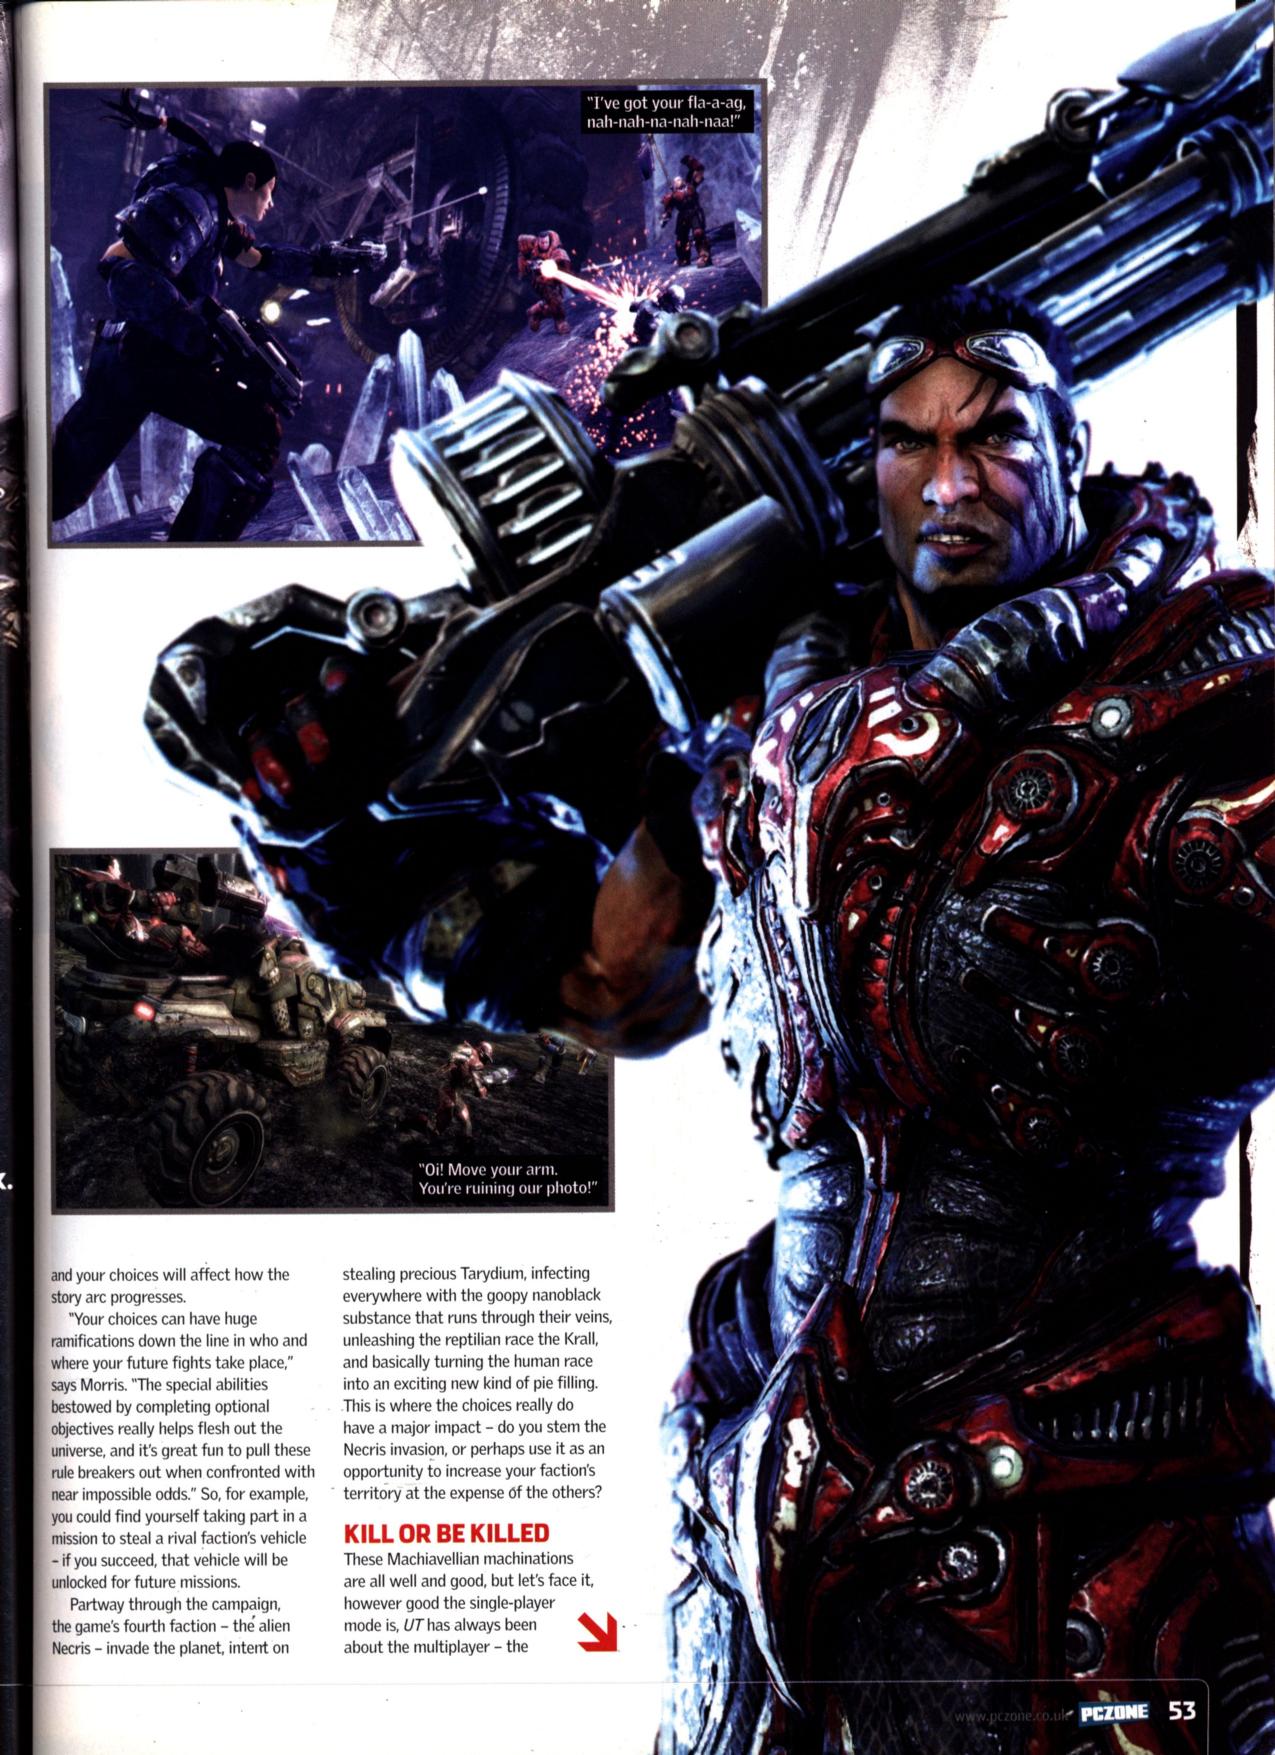 "I've got your fla-a-ag,
nah-nah-na-nah-naa!"
"Oi! Move your arm.
You're ruining our photo!"
k.
and your choices will affect how the
story arc progresses.
"Your choices can have huge
ramifications down the line in who and
where your future fights take place,"
says Morris. "The special abilities
bestowed by completing optional
objectives really helps flesh out the
universe, and it's great fun to pull these
rule breakers out when confronted with
near impossible odds." So, for example,
you could find yourself taking part in a
mission to steal a rival faction's vehicle
– if you succeed, that vehicle will be
unlocked for future missions.
Partway through the campaign,
the game's fourth faction – the alien
Necris – invade the planet, intent on
stealing precious Tarydium, infecting
everywhere with the goopy nanoblack
substance that runs through their veins,
unleashing the reptilian race the Krall,
and basically turning the human race
into an exciting new kind of pie filling.
This is where the choices really do
have a major impact – do you stem the
Necris invasion, or perhaps use it as an
opportunity to increase your faction's
territory at the expense of the others?
KILL OR BE KILLED
These Machiavellian machinations
are all well and good, but let's face it,
however good the single-player
mode is, UT has always been
about the multiplayer – the
www.pczone.co.uk PCZONE 53